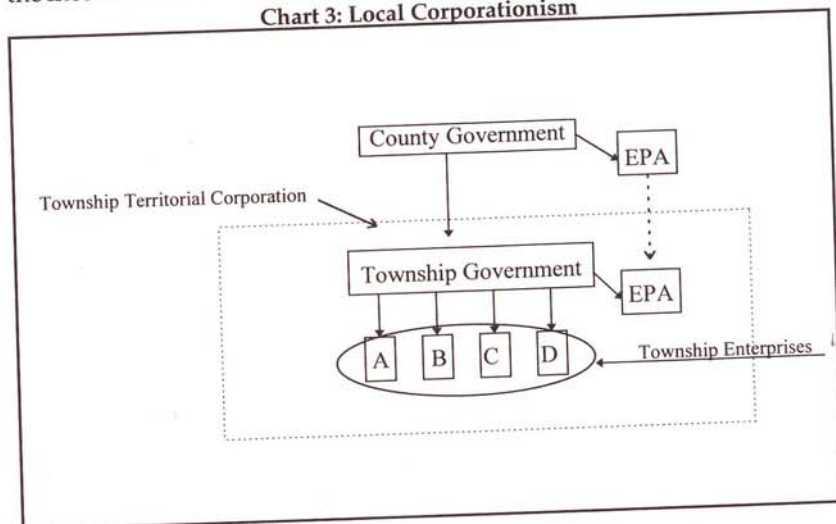 Chart 3: Local Corporationism
County Government
EPA
Township Territorial Corporation
Township Government
EPA
A B C D
Township Enterprises